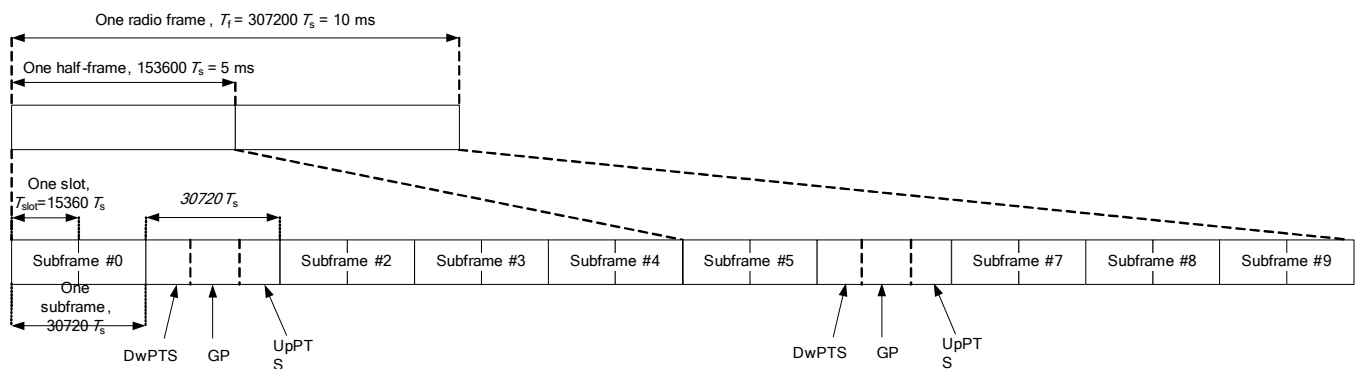 One radio frame , Tf = 307200 Ts = 10 ms
One half-frame, 153600 Ts = 5 ms
One slot,
Tslot=15360 Ts
30720 Ts
Subframe #0
Subframe #2
Subframe #3
Subframe #4
Subframe #5
Subframe #7
Subframe #8
Subframe #9
One
subframe ,
30720 Ts
DwPTS
GP
UpPT
S
DwPTS
GP
UpPT
S